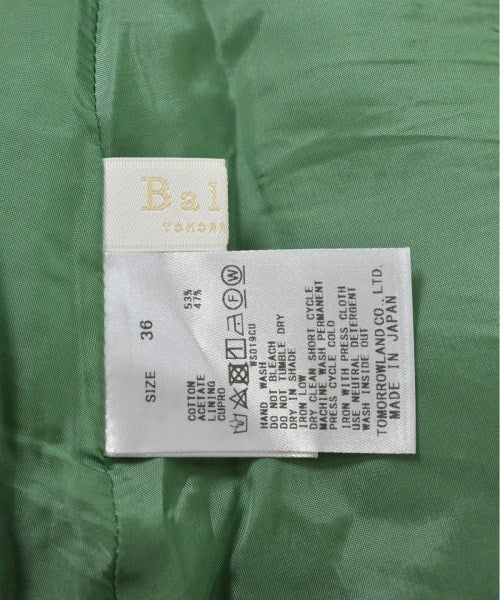 Bal
TOMORR
SIZE 36
COTTON 53%
ACETATE 47%
LINING
CUPRO
W
F
WS019CU
HAND WASH
DO NOT BLEACH
DO NOT TUMBLE DRY
DRY IN SHADE
IRON LOW
DRY CLEAN SHORT CYCLE
MACHINE WASH PERMANENT
PRESS CYCLE COLD
IRON WITH PRESS CLOTH
USE NEUTRAL DETERGENT
WASH INSIDE OUT
TOMORROWLAND CO., LTD.
MADE IN JAPAN